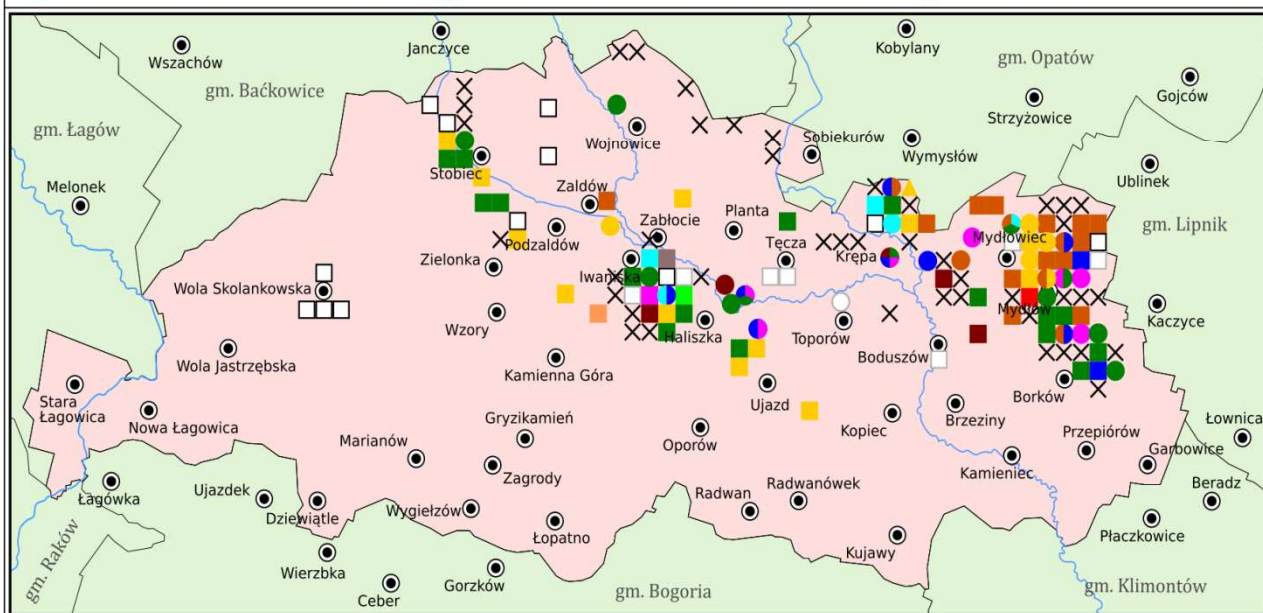 Janczyce
Kobylany
Wszachów
gm. Opatów
Gojców
gm. Baćkowice
Strzyżowice
gm. Łagów
Wojnowice
Sobiekurów
Wymysłów
Stobiec
Ublinek
Melonek
Zaldów
gm. Lipnik
Zabłocie
Planta
Podzaldów
Mydłowiec
Tęcza
Krępa
Zielonka
Iwaniska
Wola Skolankowska
Mydłów
Kaczyce
Wzory
Haliszka
Toporów
Boduszów
Wola Jastrzębska
Kamienna Góra
Stara
Łagowica
Ujazd
Borków
Nowa Łagowica
Gryzikamień
Kopiec
Brzeziny
Łownica
Marianów
Oporów
Przepiórów
Garbowice
Zagrody
Kamieniec
Łagówka
Ujazdek
Radwan
Radwanówek
Beradz
Dziewiątle
Wygiełzów
Łopatno
Płaczkowice
gm. Raków
Kujawy
Wierzbka
Gorzków
Ceber
gm. Bogoria
gm. Klimontów